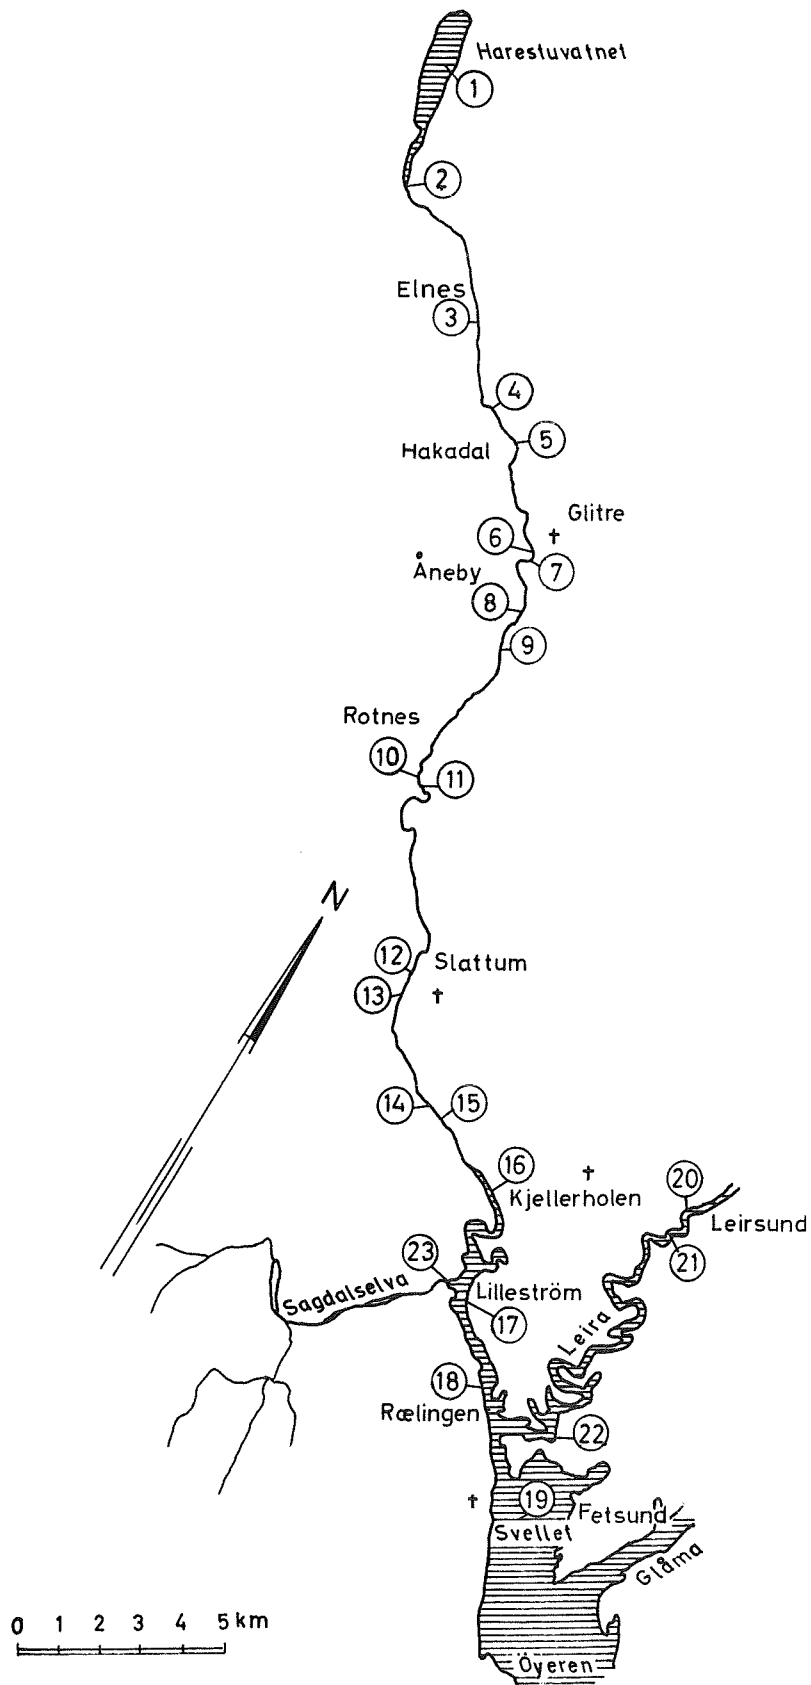 Harestuvatnet
1
2
Elnes
3
4
5
Hakadal
Glitre
6
7
Åneby
8
9
Rotnes
10
11
N
12
Slattum
13
14
15
16
Kjellerholen
20
Leirsund
21
23
Sagdalselva
Lilleström
17
Leira
18
Rælingen
22
19
Fetsund
Svellet
Glåma
0 1 2 3 4 5 km
Öyeren